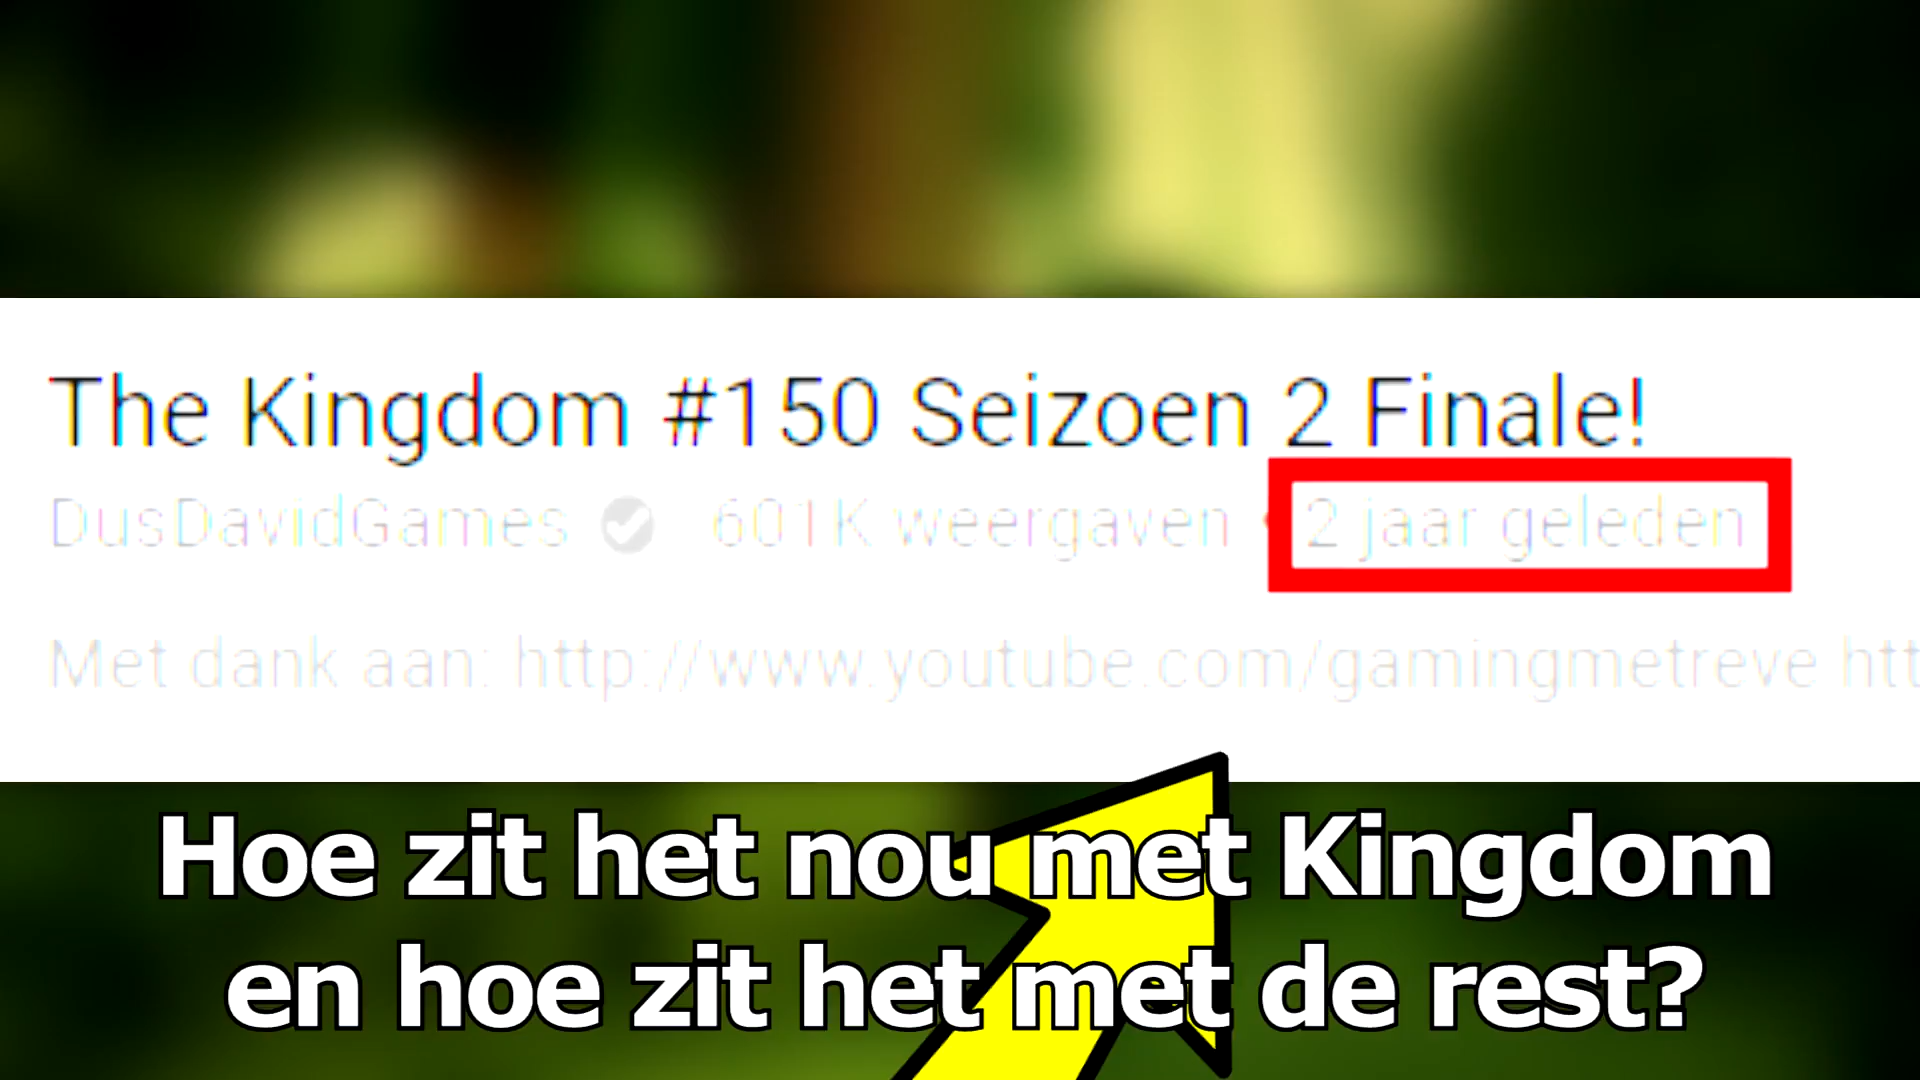 The Kingdom #150 Seizoen 2 Finale!
DusDavidGames 601K weergaven • 2 jaar geleden
Met dank aan: http://www.youtube.com/gamingmetreve htt
Hoe zit het nou met Kingdom
en hoe zit het met de rest?